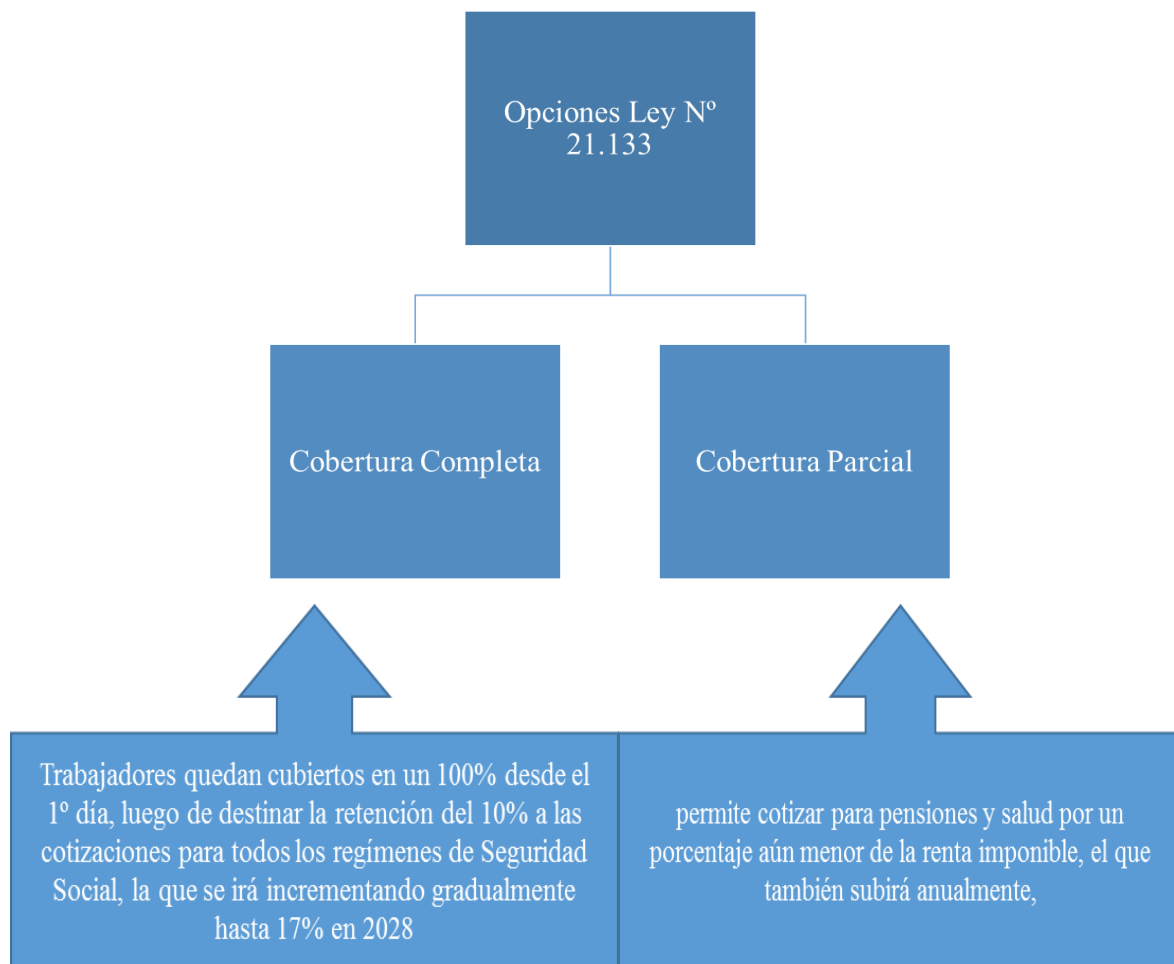 Opciones Ley Nº
21.133
Cobertura Completa
Cobertura Parcial
Trabajadores quedan cubiertos en un 100% desde el
1º día, luego de destinar la retención del 10% a las
cotizaciones para todos los regímenes de Seguridad
Social, la que se irá incrementando gradualmente
hasta 17% en 2028
permite cotizar para pensiones y salud por un
porcentaje aún menor de la renta imponible, el que
también subirá anualmente,